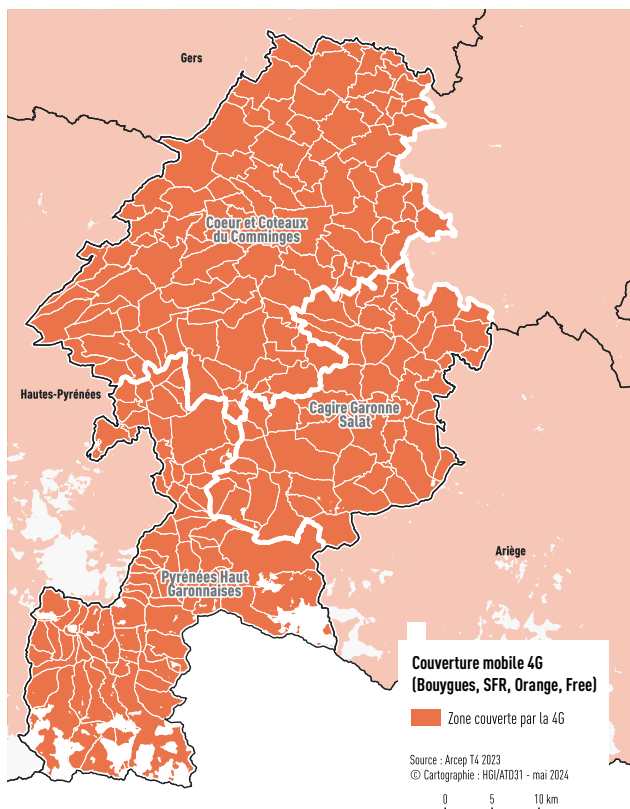 Gers
Coeur et Coteaux
du Comminges
Hautes-Pyrénées
Cagire Garonne
Salat
Ariège
Pyrénées Haut
Garonnaises
Couverture mobile 4G
(Bouygues, SFR, Orange, Free)
Zone couverte par la 4G
Source : Arcep T4 2023
© Cartographie : HGI/ATD31 - mai 2024
0 5 10 km